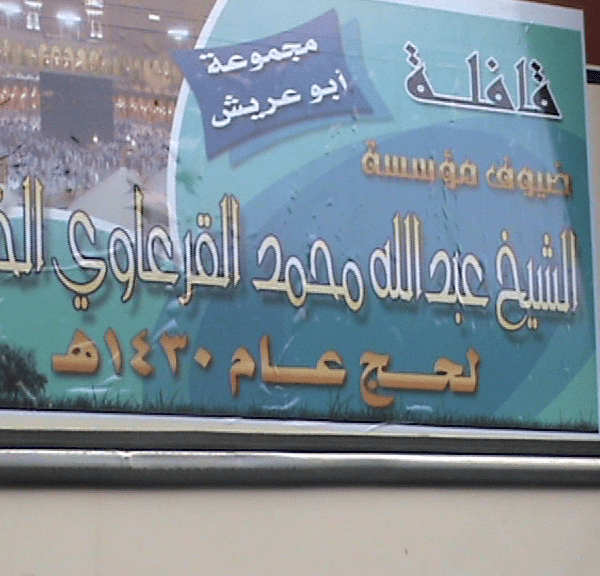 قافلة
مجموعة
أبو عريش
ضيوف مؤسسة
الشيخ عبدالله محمد القرعاوي
لحج عام ١٤٣٠هـ